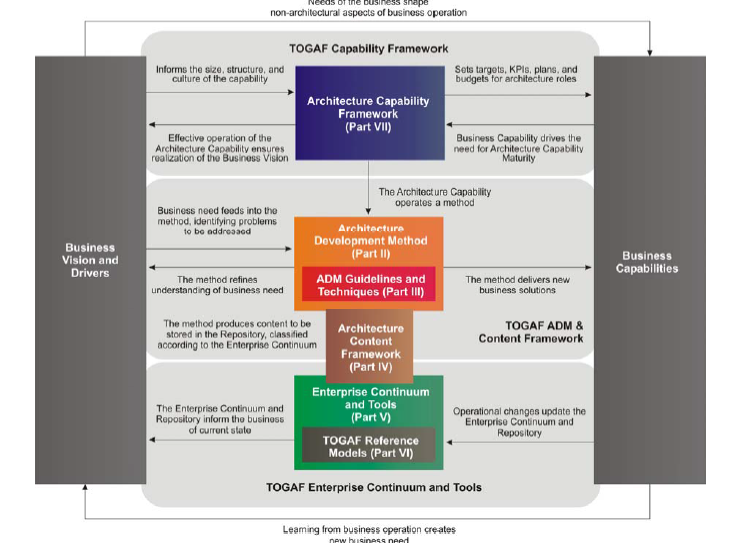 Needs of the business shape
non-architectural aspects of business operation
TOGAF Capability Framework
Informs the size, structure, and
culture of the capability
Architecture Capability
Framework
(Part VII)
Sets targets, KPIs, plans, and
budgets for architecture roles
Effective operation of the
Architecture Capability ensures
realization of the Business Vision
Business Capability drives the
need for Architecture Capability
Maturity
The Architecture Capability
operates a method
Business need feeds into the
method, identifying problems
to be addressed
Architecture
Development Method
(Part II)
Business
Vision and
Drivers
Business
Capabilities
The method refines
understanding of business need
ADM Guidelines and
Techniques (Part III)
The method delivers new
business solutions
The method produces content to be
stored in the Repository, classified
according to the Enterprise Continuum
Architecture
Content
Framework
(Part IV)
TOGAF ADM &
Content Framework
Enterprise Continuum
and Tools
(Part V)
The Enterprise Continuum and
Repository inform the business
of current state
TOGAF Reference
Models (Part VI)
Operational changes update the
Enterprise Continuum and
Repository
TOGAF Enterprise Continuum and Tools
Learning from business operation creates
new business need